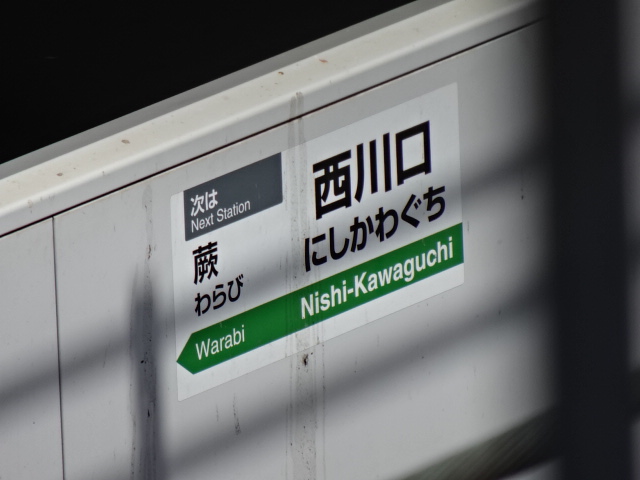 次は
Next Station
蕨
わらび
Warabi
西川口
にしかわぐち
Nishi-Kawaguchi